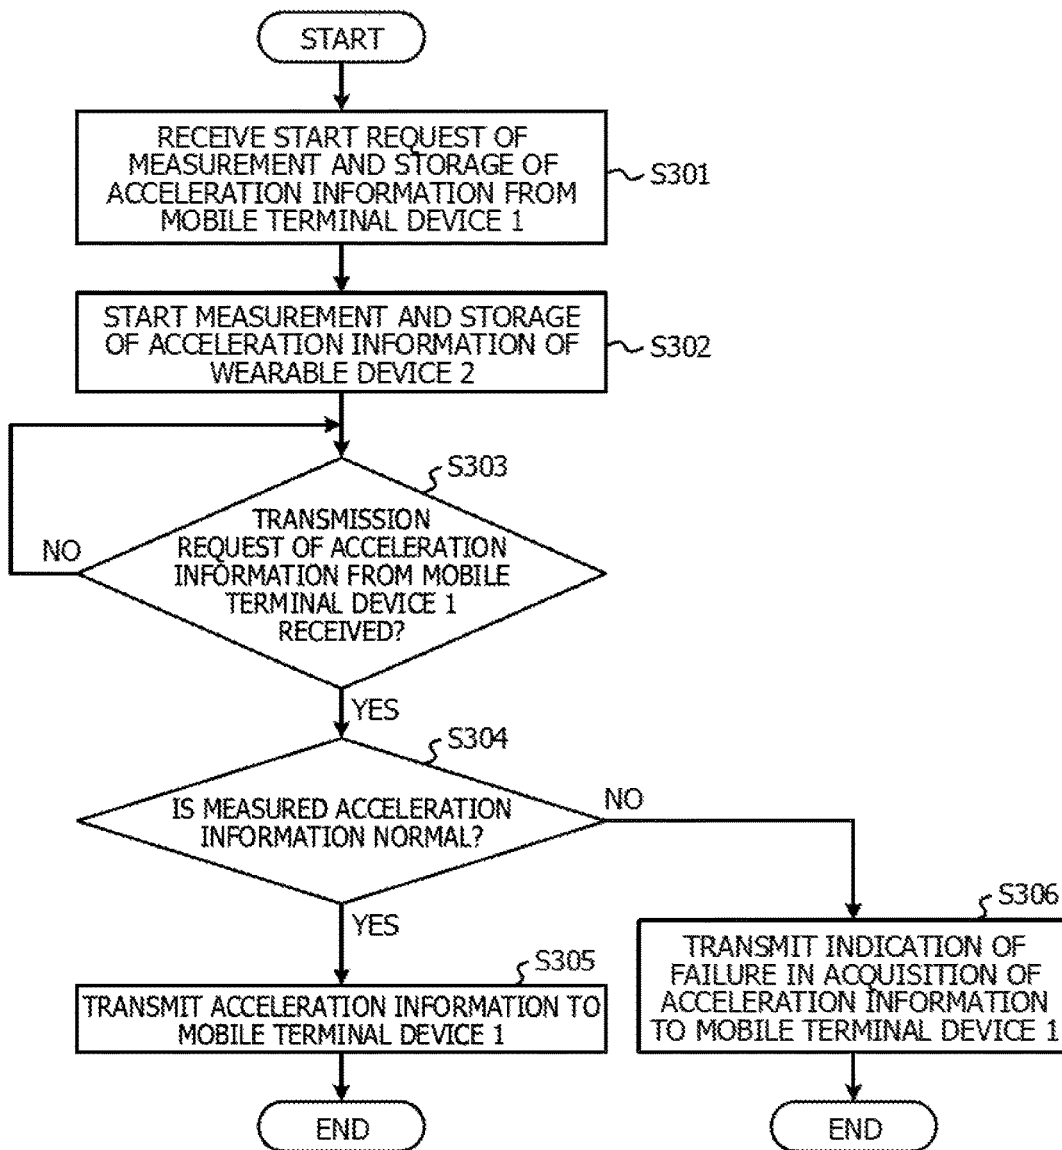 START
RECEIVE START REQUEST OF
MEASUREMENT AND STORAGE OF
ACCELERATION INFORMATION FROM
MOBILE TERMINAL DEVICE 1
S301
START MEASUREMENT AND STORAGE
OF ACCELERATION INFORMATION OF
WEARABLE DEVICE 2
S302
S303
TRANSMISSION
REQUEST OF ACCELERATION
INFORMATION FROM MOBILE
TERMINAL DEVICE 1
RECEIVED?
NO
YES
S304
IS MEASURED ACCELERATION
INFORMATION NORMAL?
NO
YES
S305
TRANSMIT ACCELERATION INFORMATION TO
MOBILE TERMINAL DEVICE 1
END
S306
TRANSMIT INDICATION OF
FAILURE IN ACQUISITION OF
ACCELERATION INFORMATION
TO MOBILE TERMINAL DEVICE 1
END